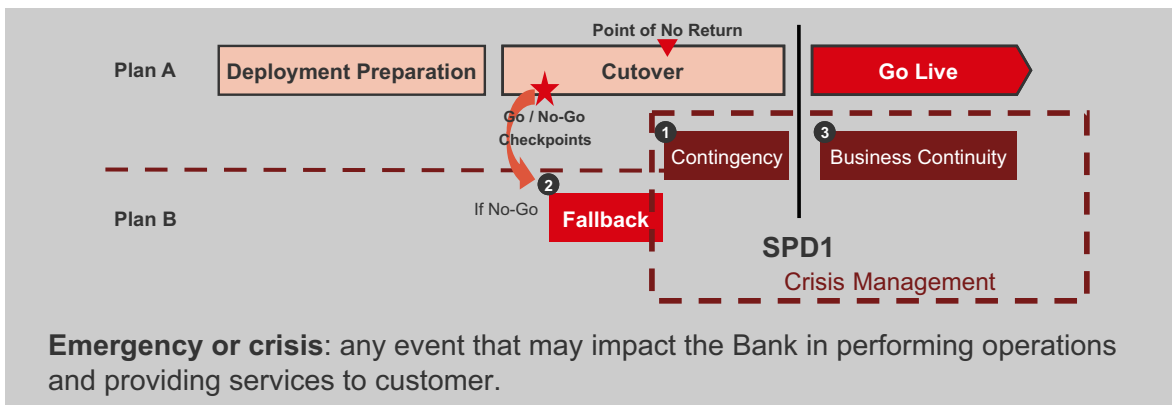 Point of No Return
Plan A
Deployment Preparation
Cutover
Go Live
Go / No-Go
Checkpoints
1
Contingency
3
Business Continuity
Plan B
If No-Go
2
Fallback
SPD1
Crisis Management
Emergency or crisis: any event that may impact the Bank in performing operations
and providing services to customer.